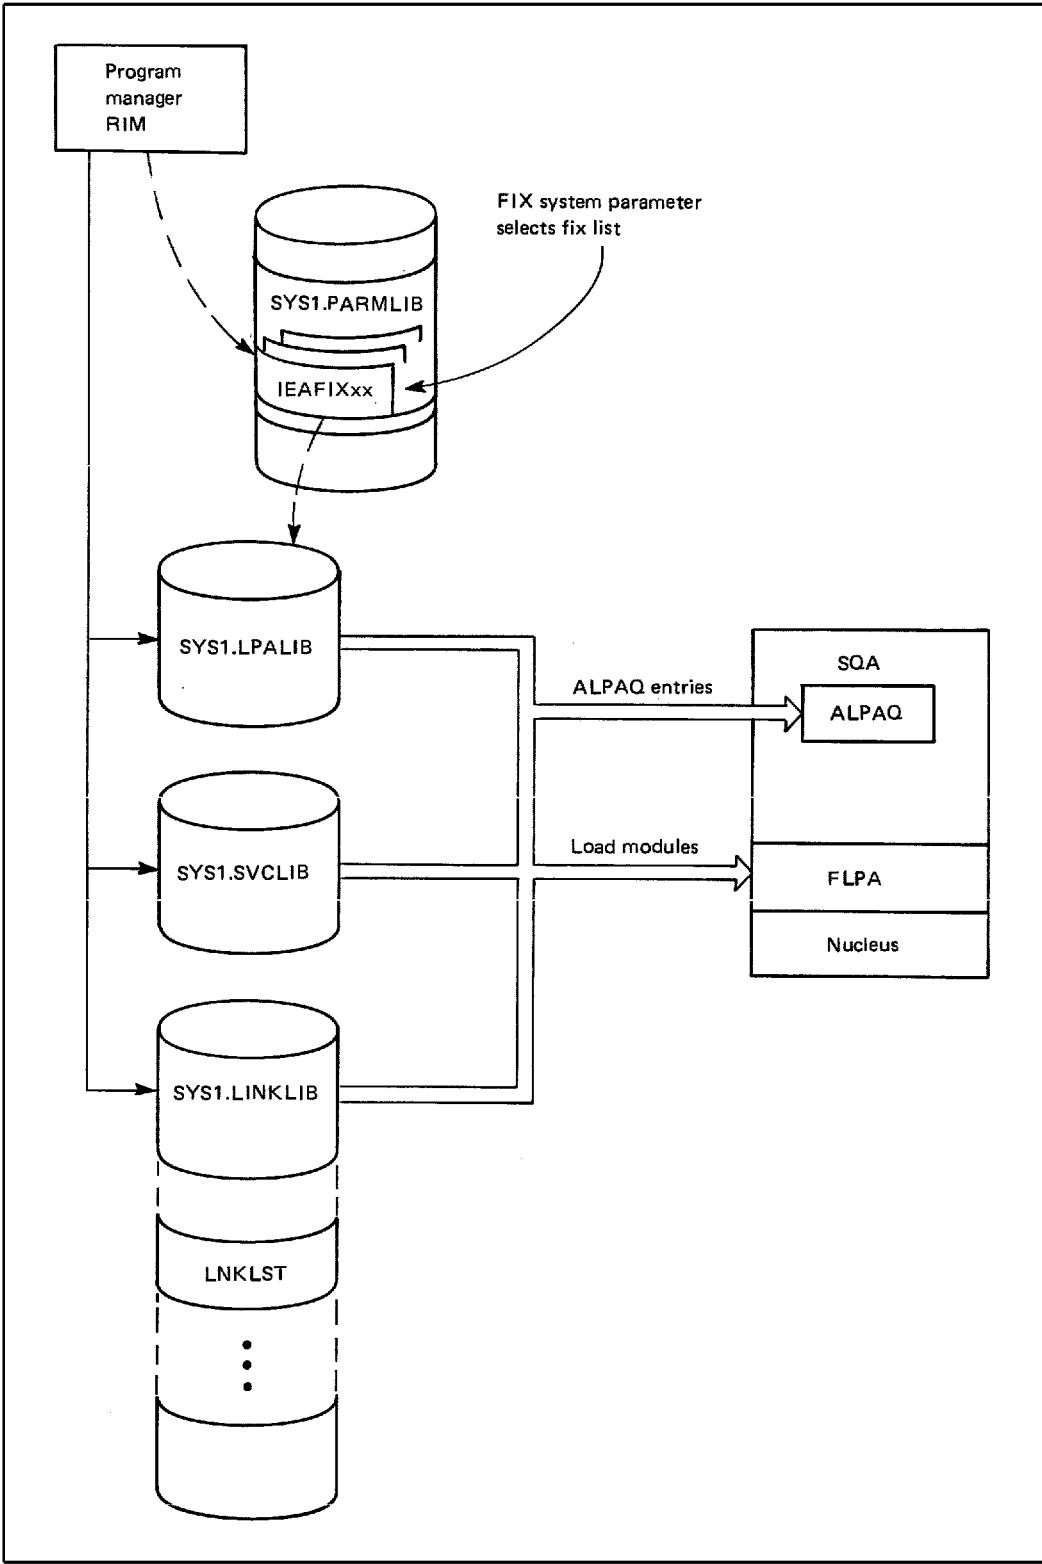 Program
manager
RIM
FIX system parameter
selects fix list
SYS1.PARMLIB
IEAFIXxx
SYS1.LPALIB
SQA
ALPAQ entries
ALPAQ
SYS1.SVCLIB
Load modules
FLPA
Nucleus
SYS1.LINKLIB
LNKLST